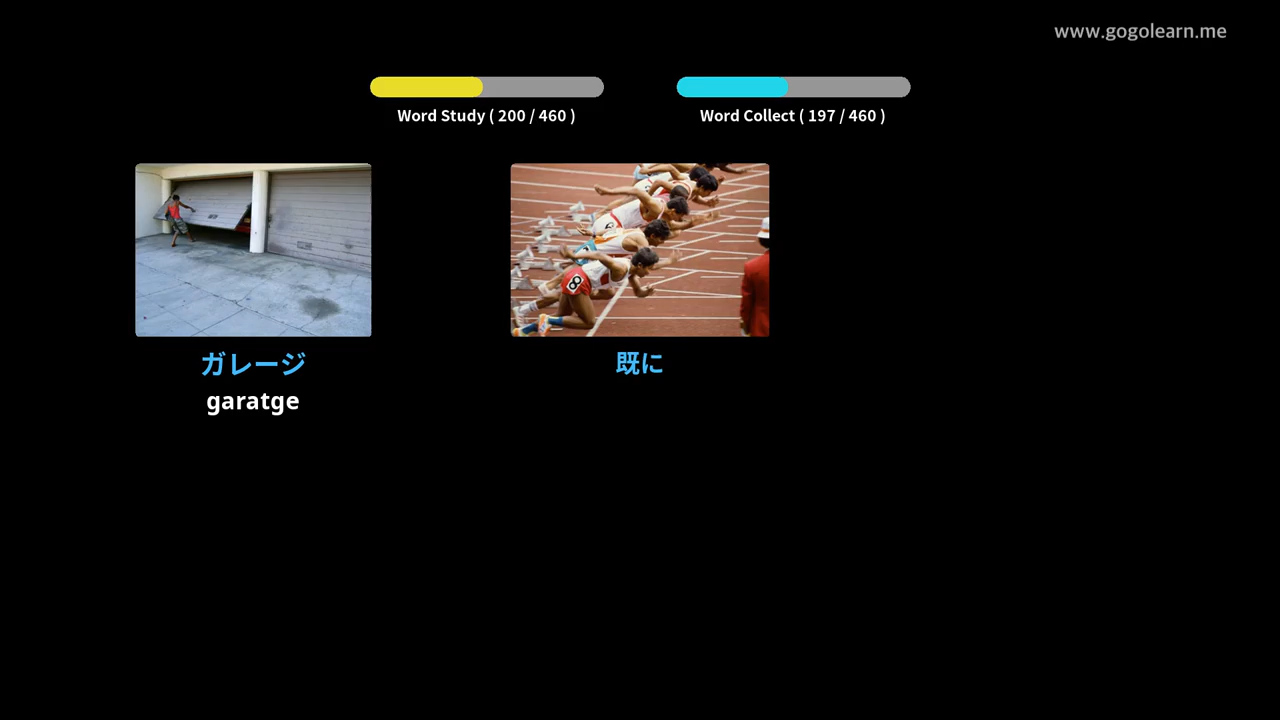 www.gogolearn.me
Word Study ( 200 / 460 )
Word Collect ( 197 / 460 )
ガレージ
garatge
既に